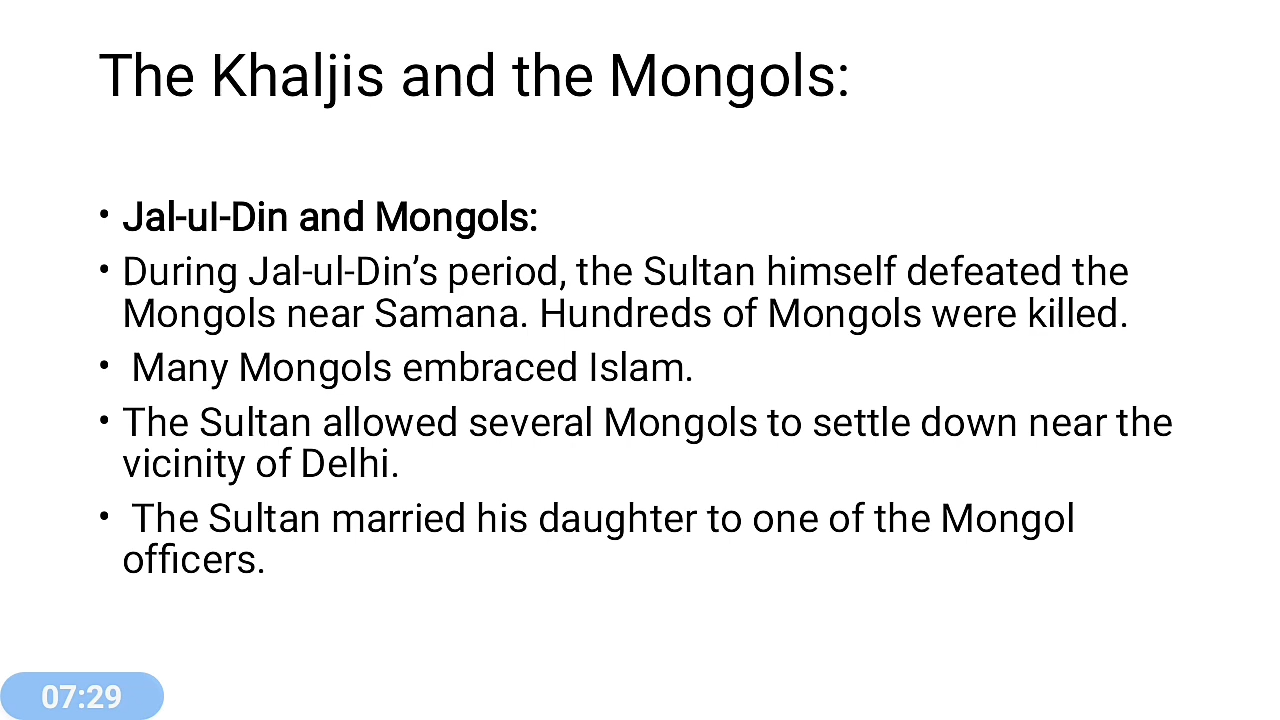 The Khaljis and the Mongols:
• Jal-ul-Din and Mongols:
• During Jal-ul-Din’s period, the Sultan himself defeated the
Mongols near Samana. Hundreds of Mongols were killed.
• Many Mongols embraced Islam.
• The Sultan allowed several Mongols to settle down near the
vicinity of Delhi.
• The Sultan married his daughter to one of the Mongol
officers.
07:29